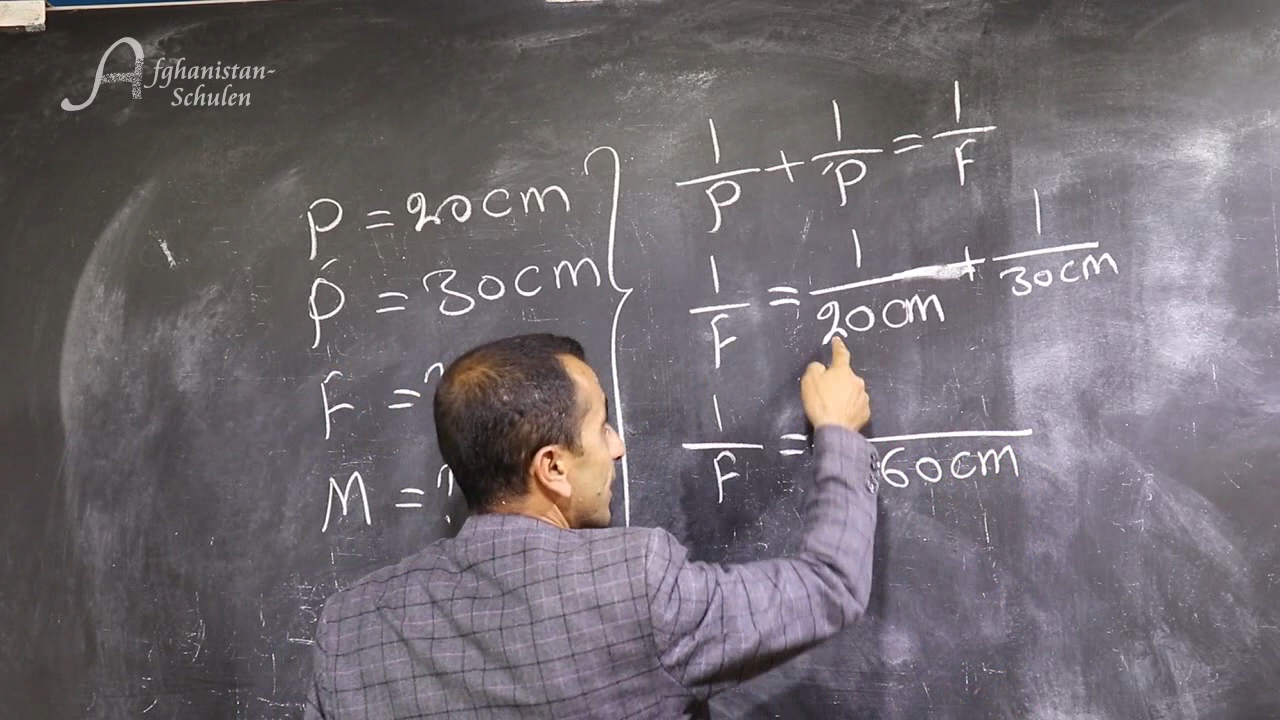 Afghanistan-
Schulen
p = 20cm
ṕ = 30cm
F = ?
M = ?
1/p + 1/ṕ = 1/F
1/F = 1/20cm + 1/30cm
1/F = /60cm